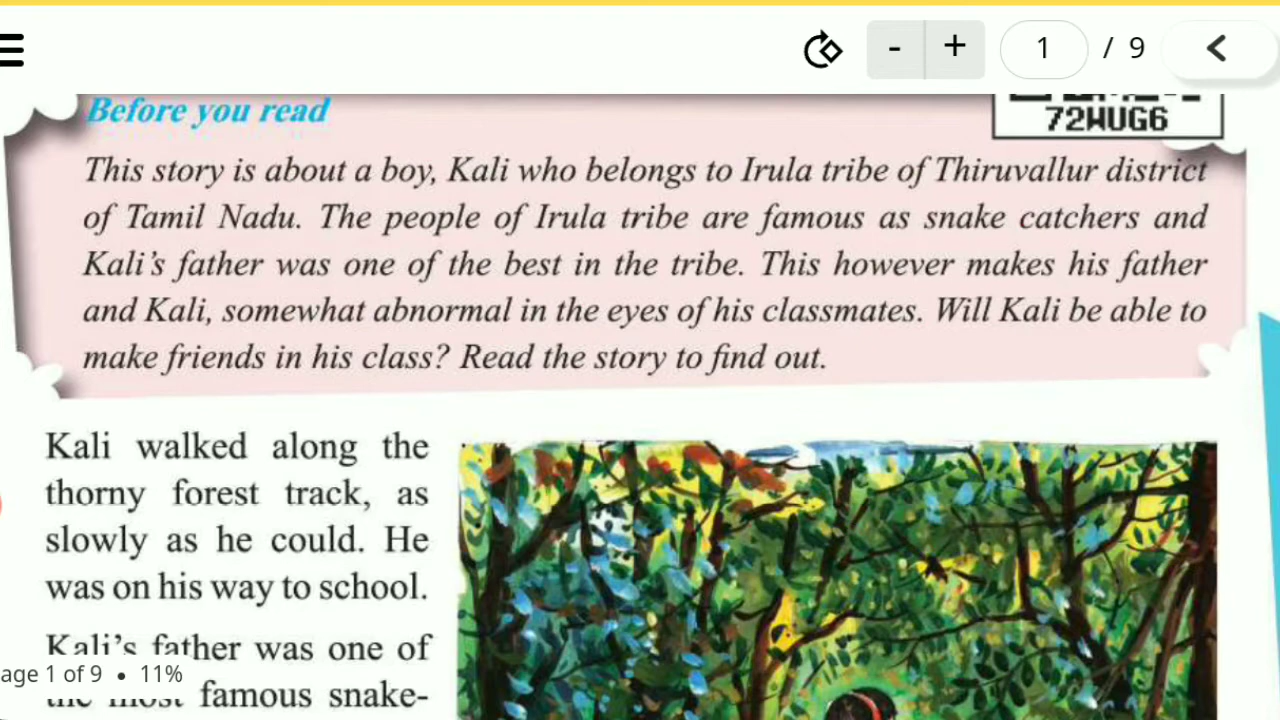 1 / 9
Before you read
72WUG6
This story is about a boy, Kali who belongs to Irula tribe of Thiruvallur district
of Tamil Nadu. The people of Irula tribe are famous as snake catchers and
Kali's father was one of the best in the tribe. This however makes his father
and Kali, somewhat abnormal in the eyes of his classmates. Will Kali be able to
make friends in his class? Read the story to find out.
Kali walked along the
thorny forest track, as
slowly as he could. He
was on his way to school.
Kali's father was one of
the most famous snake-
age 1 of 9 • 11%